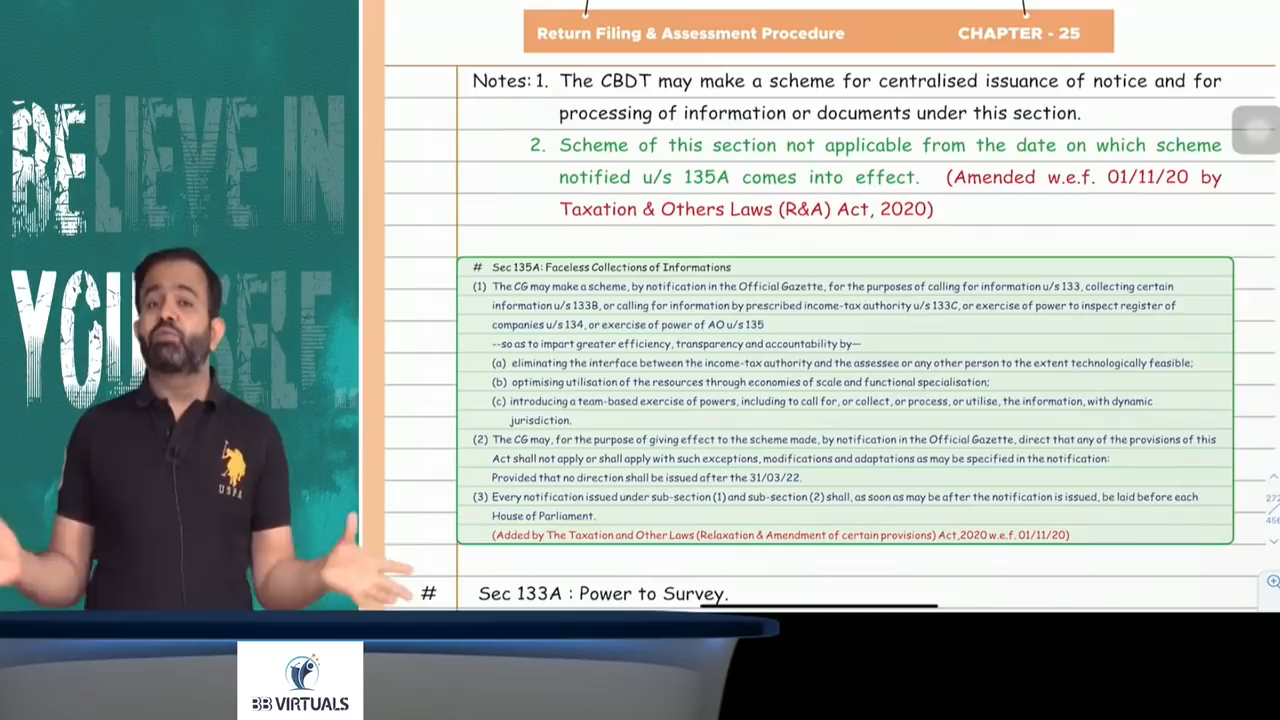 BELIEVE IN
YOURSELF.
USPA
BB VIRTUALS
Return Filing & Assessment Procedure CHAPTER - 25
Notes: 1. The CBDT may make a scheme for centralised issuance of notice and for
processing of information or documents under this section.
2. Scheme of this section not applicable from the date on which scheme
notified u/s 135A comes into effect. (Amended w.e.f. 01/11/20 by
Taxation & Others Laws (R&A) Act, 2020)
# Sec 135A: Faceless Collections of Informations
(1) The CG may make a scheme, by notification in the Official Gazette, for the purposes of calling for information u/s 133, collecting certain
information u/s 133B, or calling for information by prescribed income-tax authority u/s 133C, or exercise of power to inspect register of
companies u/s 134, or exercise of power of AO u/s 135
--so as to impart greater efficiency, transparency and accountability by—
(a) eliminating the interface between the income-tax authority and the assessee or any other person to the extent technologically feasible;
(b) optimising utilisation of the resources through economies of scale and functional specialisation;
(c) introducing a team-based exercise of powers, including to call for, or collect, or process, or utilise, the information, with dynamic
jurisdiction.
(2) The CG may, for the purpose of giving effect to the scheme made, by notification in the Official Gazette, direct that any of the provisions of this
Act shall not apply or shall apply with such exceptions, modifications and adaptations as may be specified in the notification:
Provided that no direction shall be issued after the 31/03/22.
(3) Every notification issued under sub-section (1) and sub-section (2) shall, as soon as may be after the notification is issued, be laid before each
House of Parliament.
(Added by The Taxation and Other Laws (Relaxation & Amendment of certain provisions) Act,2020 w.e.f. 01/11/20)
# Sec 133A : Power to Survey.